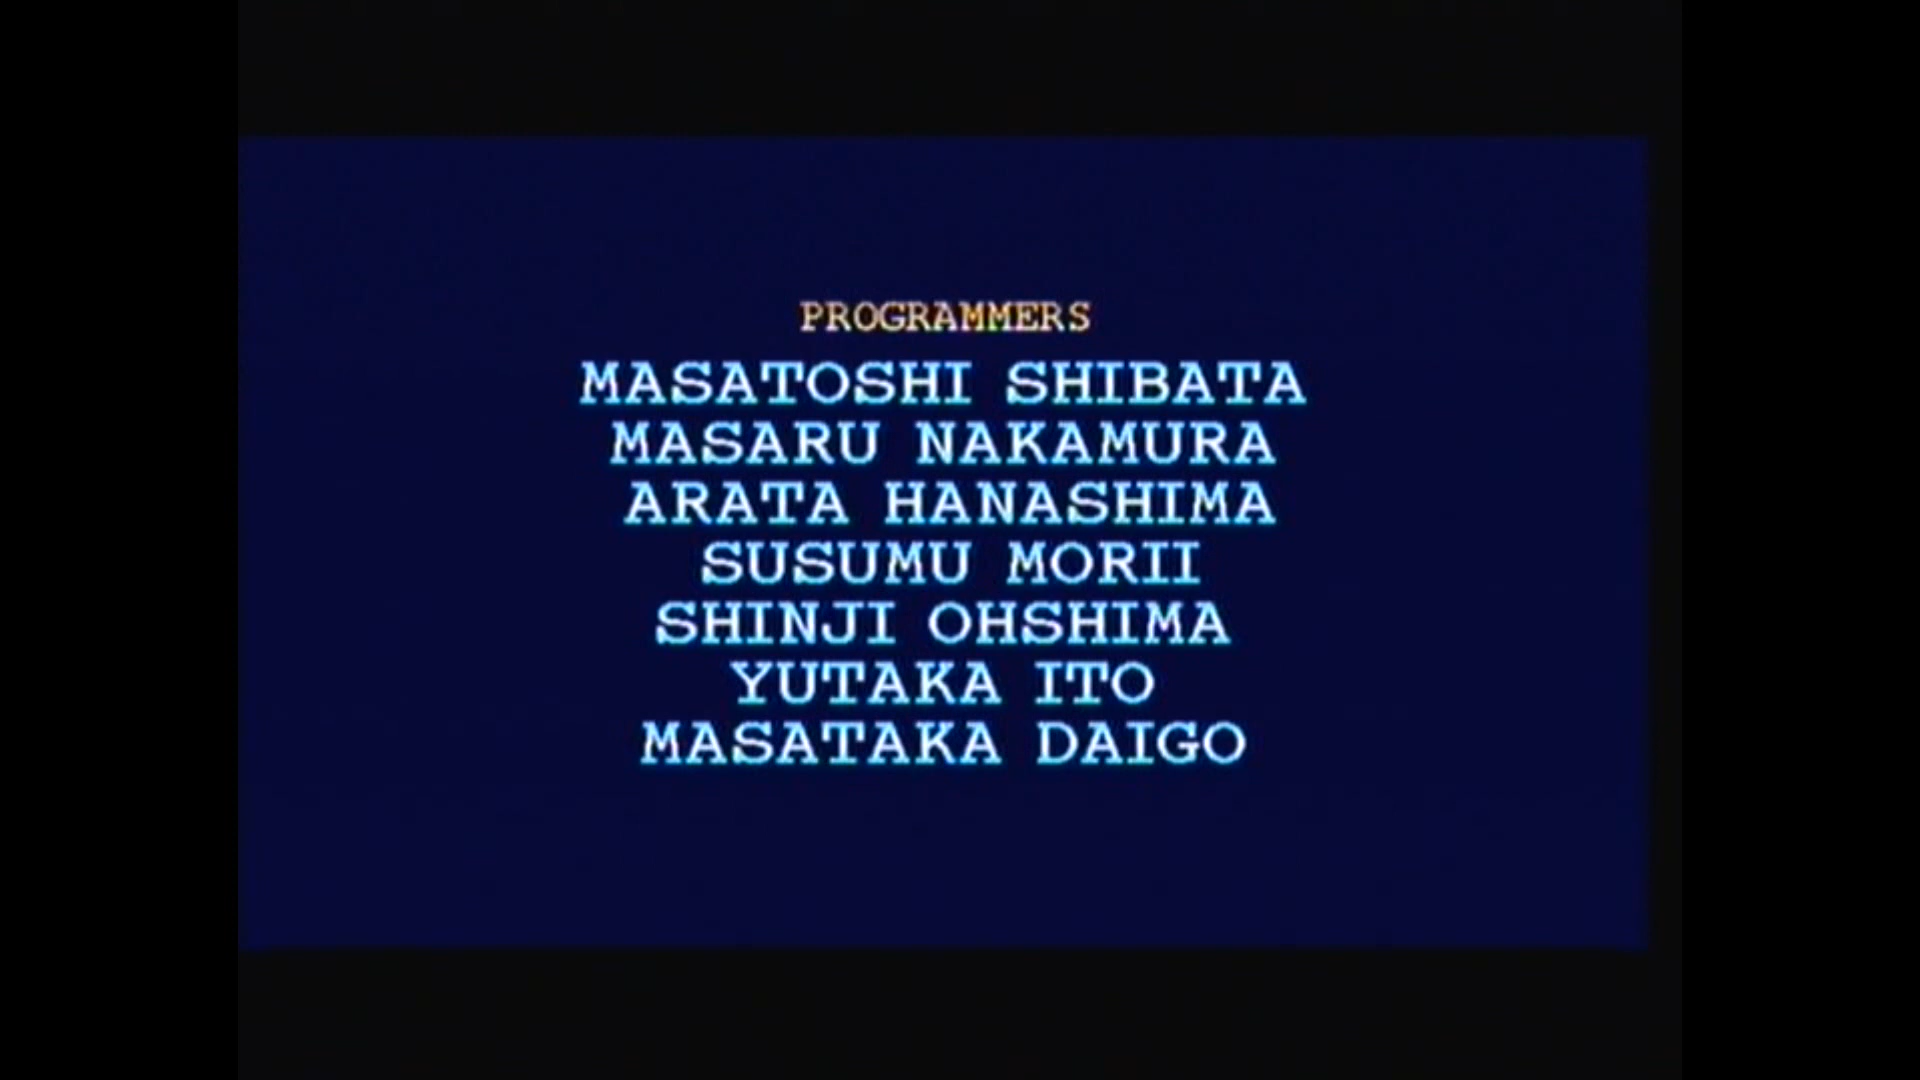 PROGRAMMERS
MASATOSHI SHIBATA
MASARU NAKAMURA
ARATA HANASHIMA
SUSUMU MORII
SHINJI OHSHIMA
YUTAKA ITO
MASATAKA DAIGO